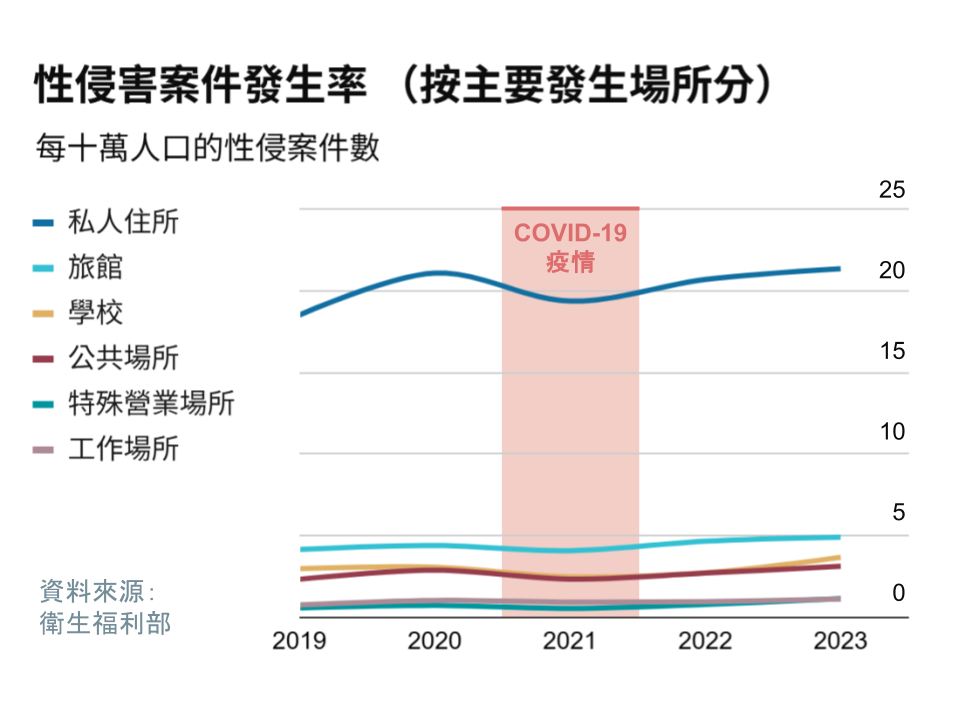 性侵害案件發生率 （按主要發生場所分）
每十萬人口的性侵案件數
私人住所
旅館
學校
公共場所
特殊營業場所
工作場所
COVID-19
疫情
25
20
15
10
5
0
2019 2020 2021 2022 2023
資料來源：
衛生福利部